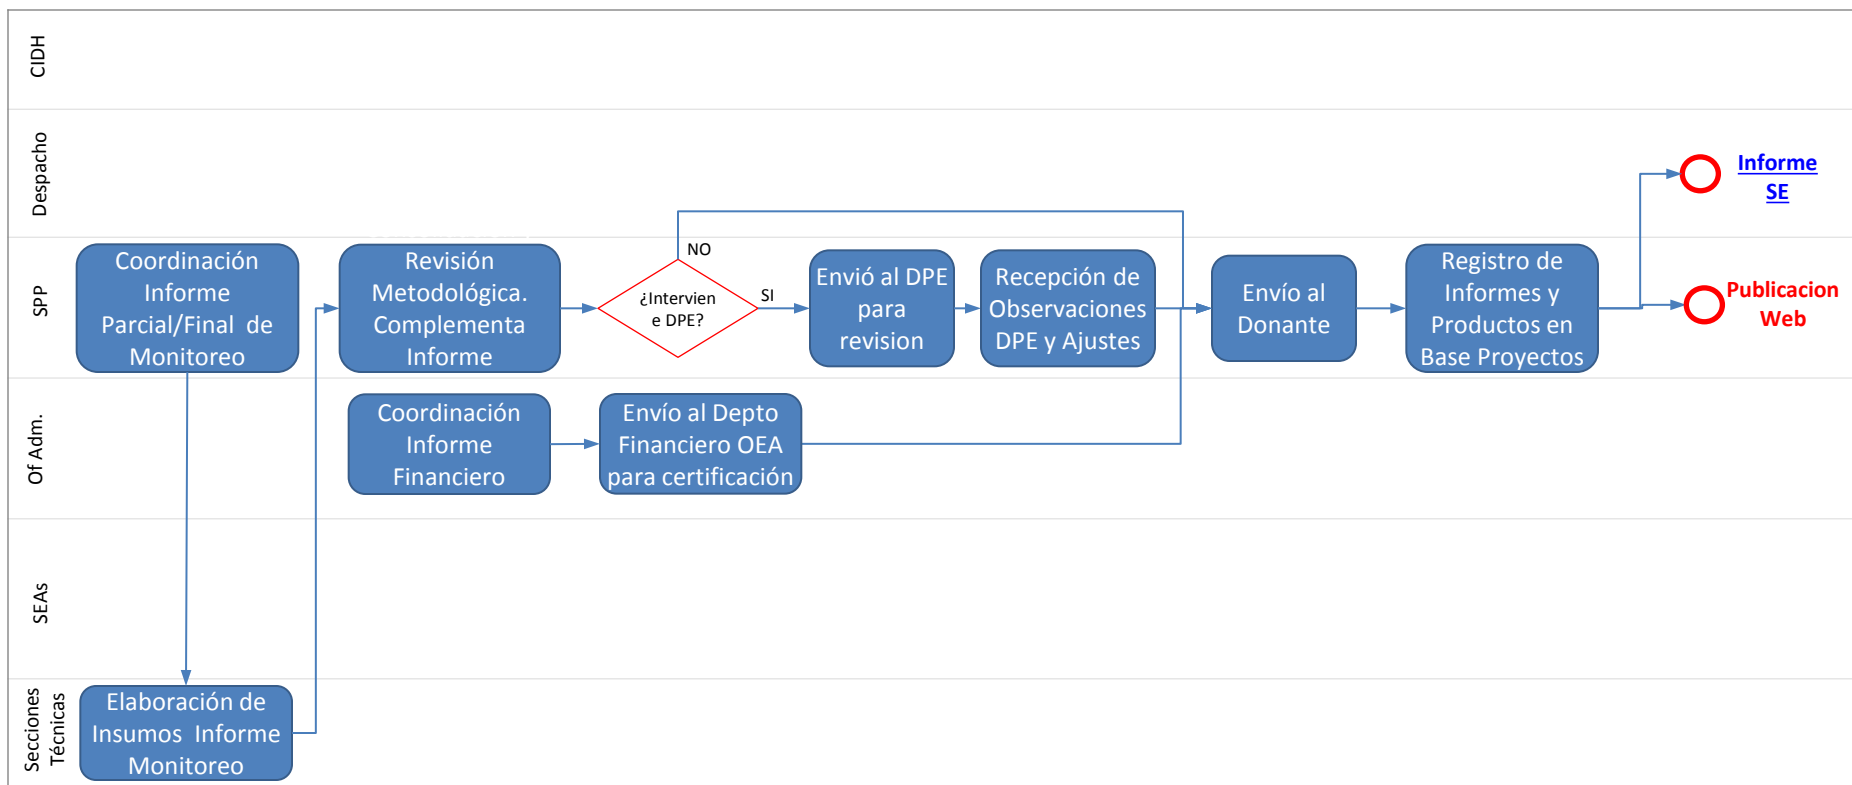 CIDH
Despacho
Informe
SE
SPP
Coordinación
Informe
Parcial/Final de
Monitoreo
Revisión
Metodológica.
Complementa
Informe
¿Intervien
e DPE?
NO
SI
Envió al DPE
para
revision
Recepción de
Observaciones
DPE y Ajustes
Envío al
Donante
Registro de
Informes y
Productos en
Base Proyectos
Publicacion
Web
Of Adm.
Coordinación
Informe
Financiero
Envío al Depto
Financiero OEA
para certificación
SEAs
Secciones
Técnicas
Elaboración de
Insumos Informe
Monitoreo